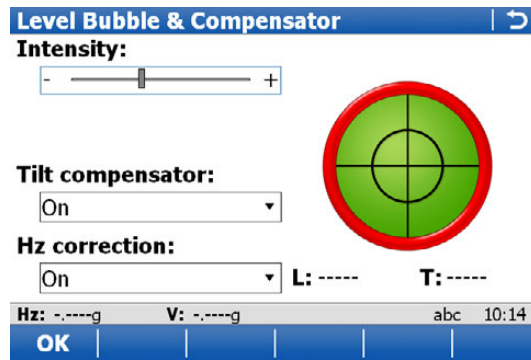 Level Bubble & Compensator
Intensity:
- +
Tilt compensator:
On
Hz correction:
On L: ----- T: -----
Hz: -.----g V: -.----g abc 10:14
OK